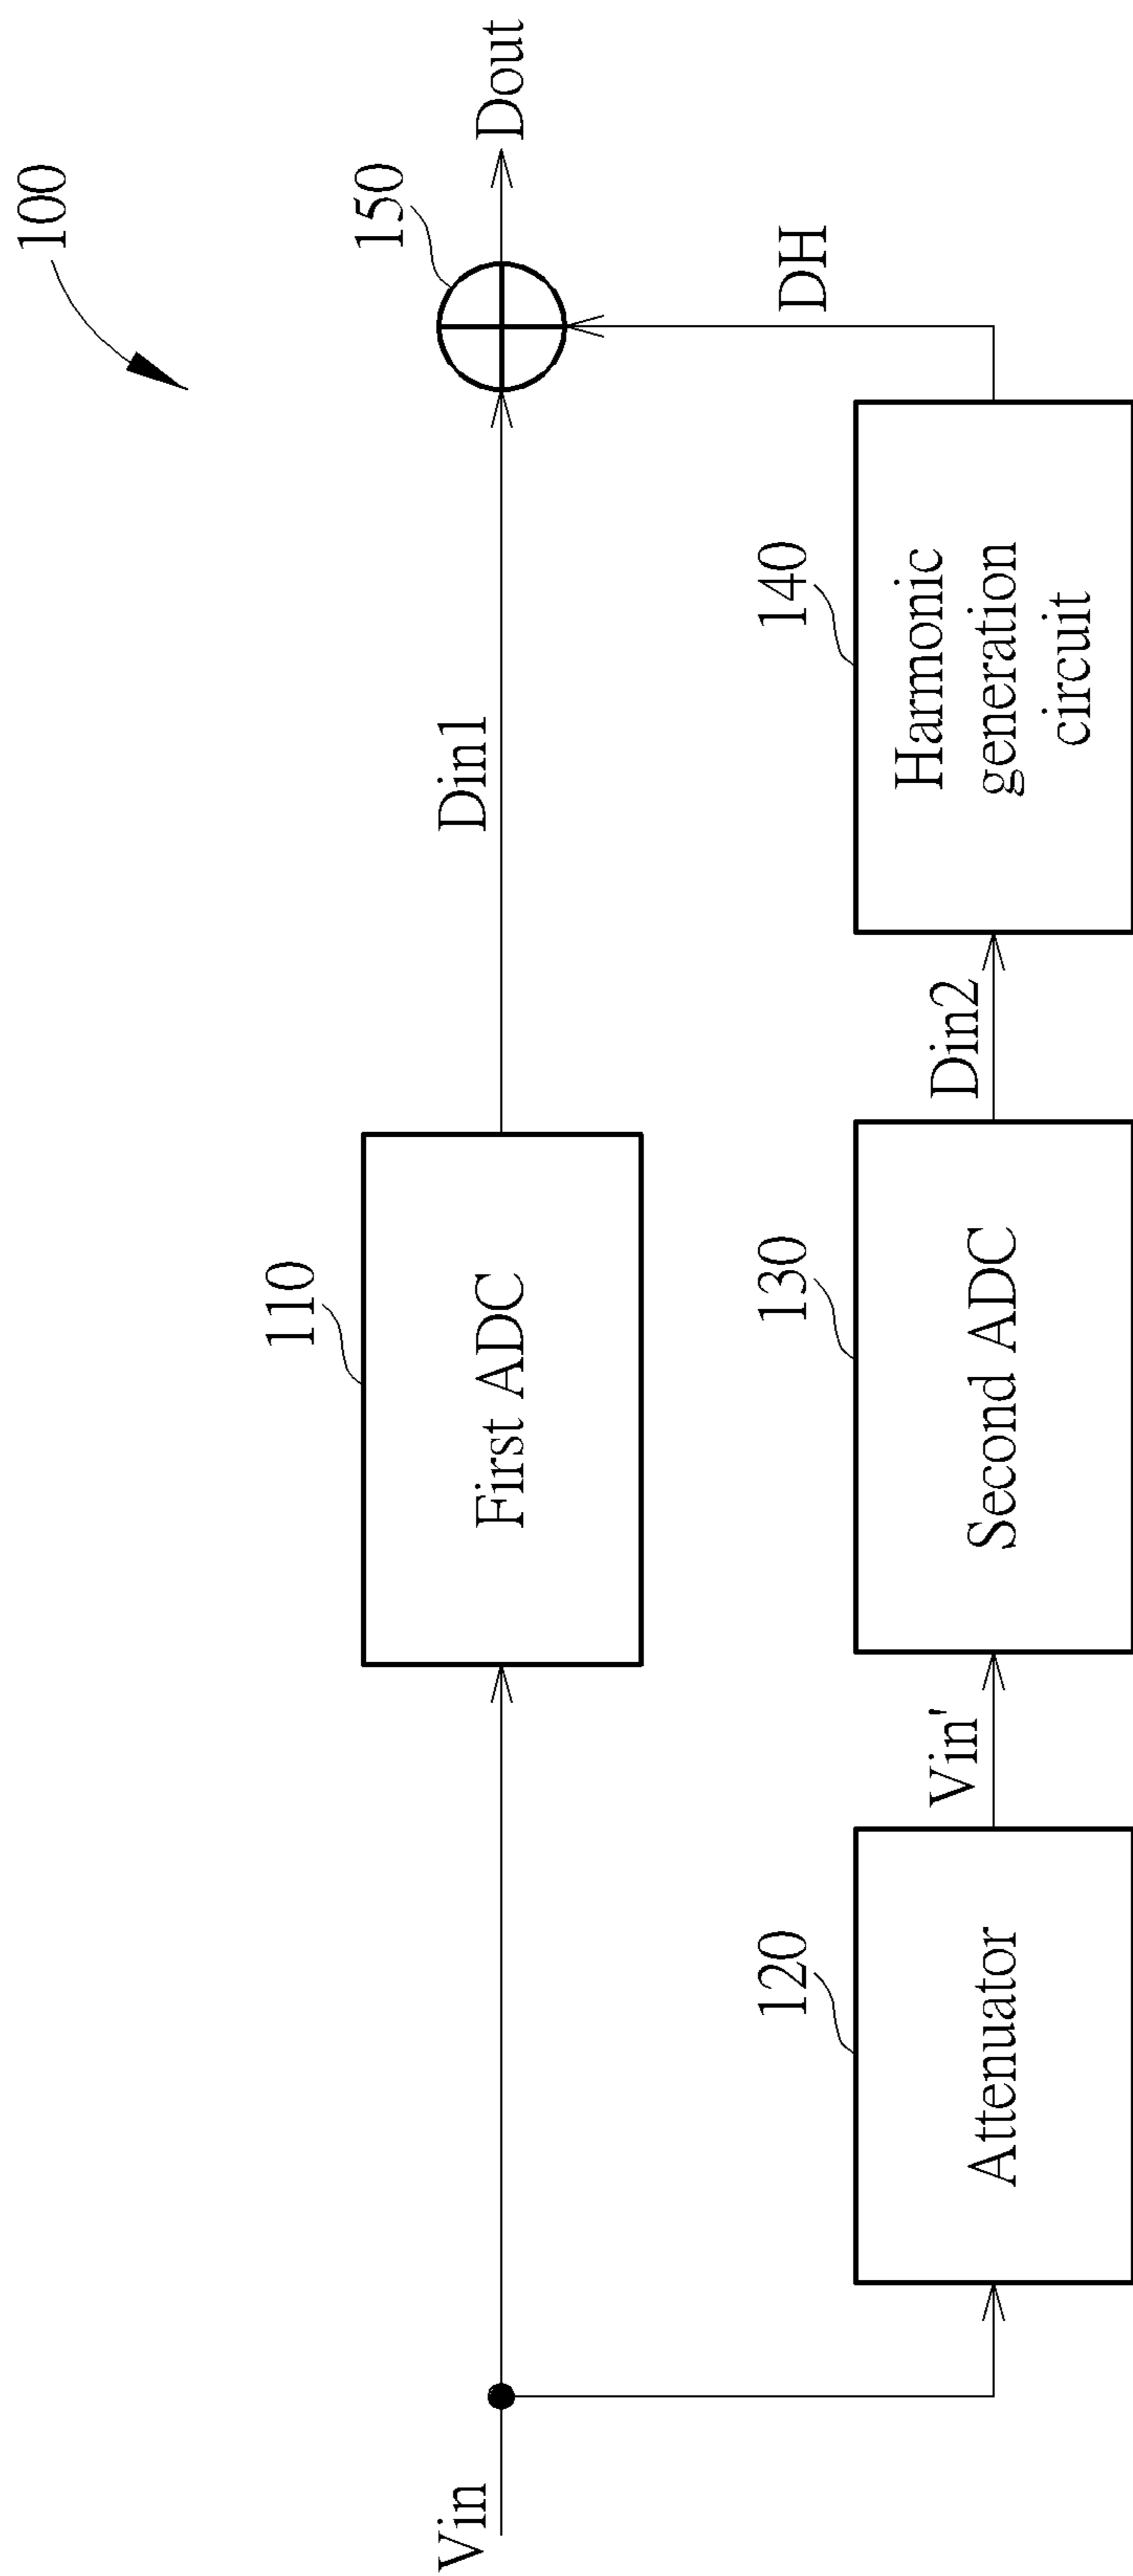 100
Vin
110
First ADC
Din1
150
Dout
120
Attenuator
Vin'
130
Second ADC
Din2
140
Harmonic
generation
circuit
DH